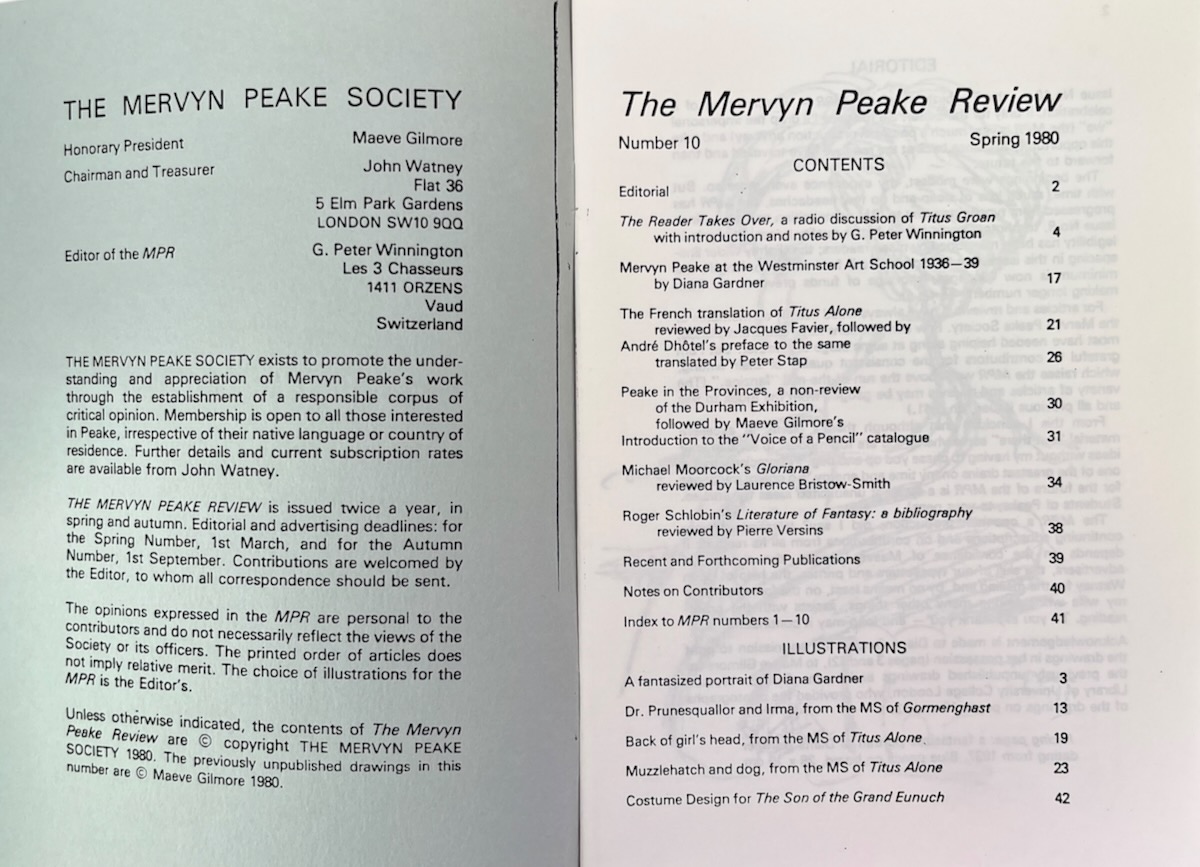 THE MERVYN PEAKE SOCIETY
Honorary President Maeve Gilmore
Chairman and Treasurer John Watney
Flat 36
5 Elm Park Gardens
LONDON SW10 9QQ
Editor of the MPR G. Peter Winnington
Les 3 Chasseurs
1411 ORZENS
Vaud
Switzerland
THE MERVYN PEAKE SOCIETY exists to promote the under-
standing and appreciation of Mervyn Peake's work
through the establishment of a responsible corpus of
critical opinion. Membership is open to all those interested
in Peake, irrespective of their native language or country of
residence. Further details and current subscription rates
are available from John Watney.
THE MERVYN PEAKE REVIEW is issued twice a year, in
spring and autumn. Editorial and advertising deadlines: for
the Spring Number, 1st March, and for the Autumn
Number, 1st September. Contributions are welcomed by
the Editor, to whom all correspondence should be sent.
The opinions expressed in the MPR are personal to the
contributors and do not necessarily reflect the views of the
Society or its officers. The printed order of articles does
not imply relative merit. The choice of illustrations for the
MPR is the Editor's.
Unless otherwise indicated, the contents of The Mervyn
Peake Review are © copyright THE MERVYN PEAKE
SOCIETY 1980. The previously unpublished drawings in this
number are © Maeve Gilmore 1980.
The Mervyn Peake Review
Number 10 Spring 1980
CONTENTS
Editorial 2
The Reader Takes Over, a radio discussion of Titus Groan
with introduction and notes by G. Peter Winnington 4
Mervyn Peake at the Westminster Art School 1936–39
by Diana Gardner 17
The French translation of Titus Alone
reviewed by Jacques Favier, followed by 21
André Dhôtel's preface to the same
translated by Peter Stap 26
Peake in the Provinces, a non-review
of the Durham Exhibition, 30
followed by Maeve Gilmore's
Introduction to the "Voice of a Pencil" catalogue 31
Michael Moorcock's Gloriana
reviewed by Laurence Bristow-Smith 34
Roger Schlobin's Literature of Fantasy: a bibliography
reviewed by Pierre Versins 38
Recent and Forthcoming Publications 39
Notes on Contributors 40
Index to MPR numbers 1–10 41
ILLUSTRATIONS
A fantasized portrait of Diana Gardner 3
Dr. Prunesquallor and Irma, from the MS of Gormenghast 13
Back of girl's head, from the MS of Titus Alone 19
Muzzlehatch and dog, from the MS of Titus Alone 23
Costume Design for The Son of the Grand Eunuch 42